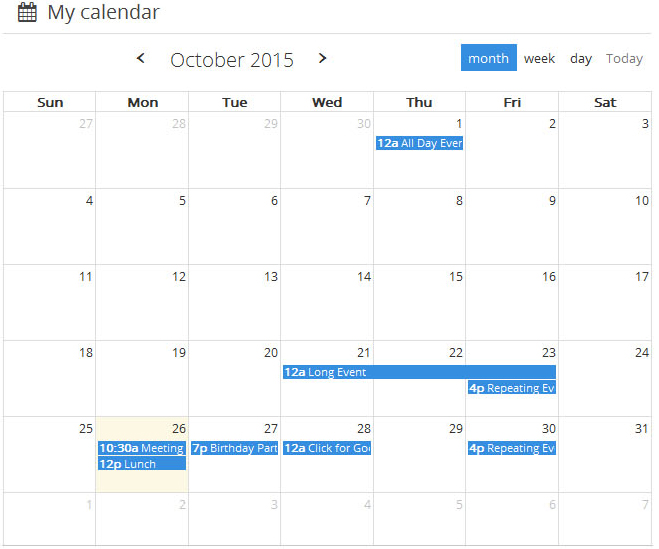 My calendar
October 2015 month week day Today
Sun Mon Tue Wed Thu Fri Sat
27 28 29 30 1 2 3
12a All Day Ever
4 5 6 7 8 9 10
11 12 13 14 15 16 17
18 19 20 21 22 23 24
12a Long Event
4p Repeating Ev
25 26 27 28 29 30 31
10:30a Meeting 7p Birthday Part 12a Click for Goo 4p Repeating Ev
12p Lunch
1 2 3 4 5 6 7